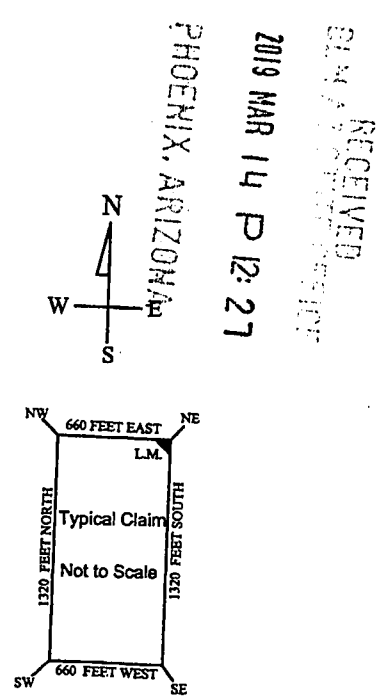 RECEIVED
2019 MAR 14 P 12: 27
PHOENIX, ARIZONA
N
W
E
S
NW
660 FEET EAST
NE
L.M.
1320 FEET NORTH
Typical Claim
1320 FEET SOUTH
Not to Scale
SW
660 FEET WEST
SE